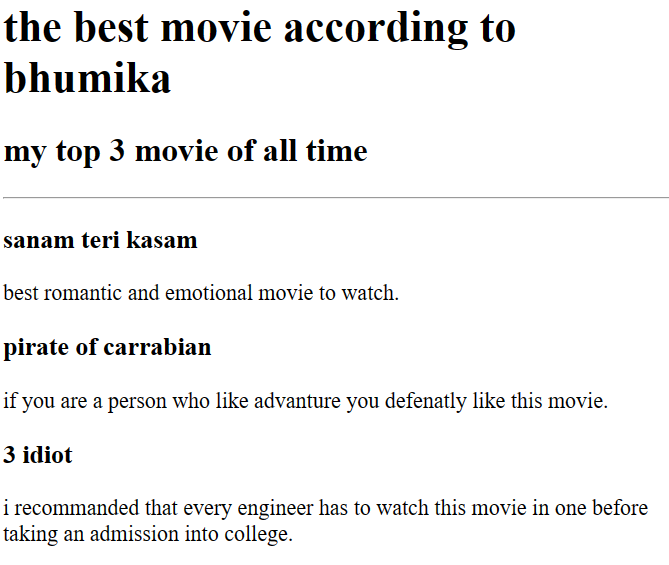 the best movie according to
bhumika
my top 3 movie of all time
sanam teri kasam
best romantic and emotional movie to watch.
pirate of carrabian
if you are a person who like advanture you defenatly like this movie.
3 idiot
i recommanded that every engineer has to watch this movie in one before
taking an admission into college.